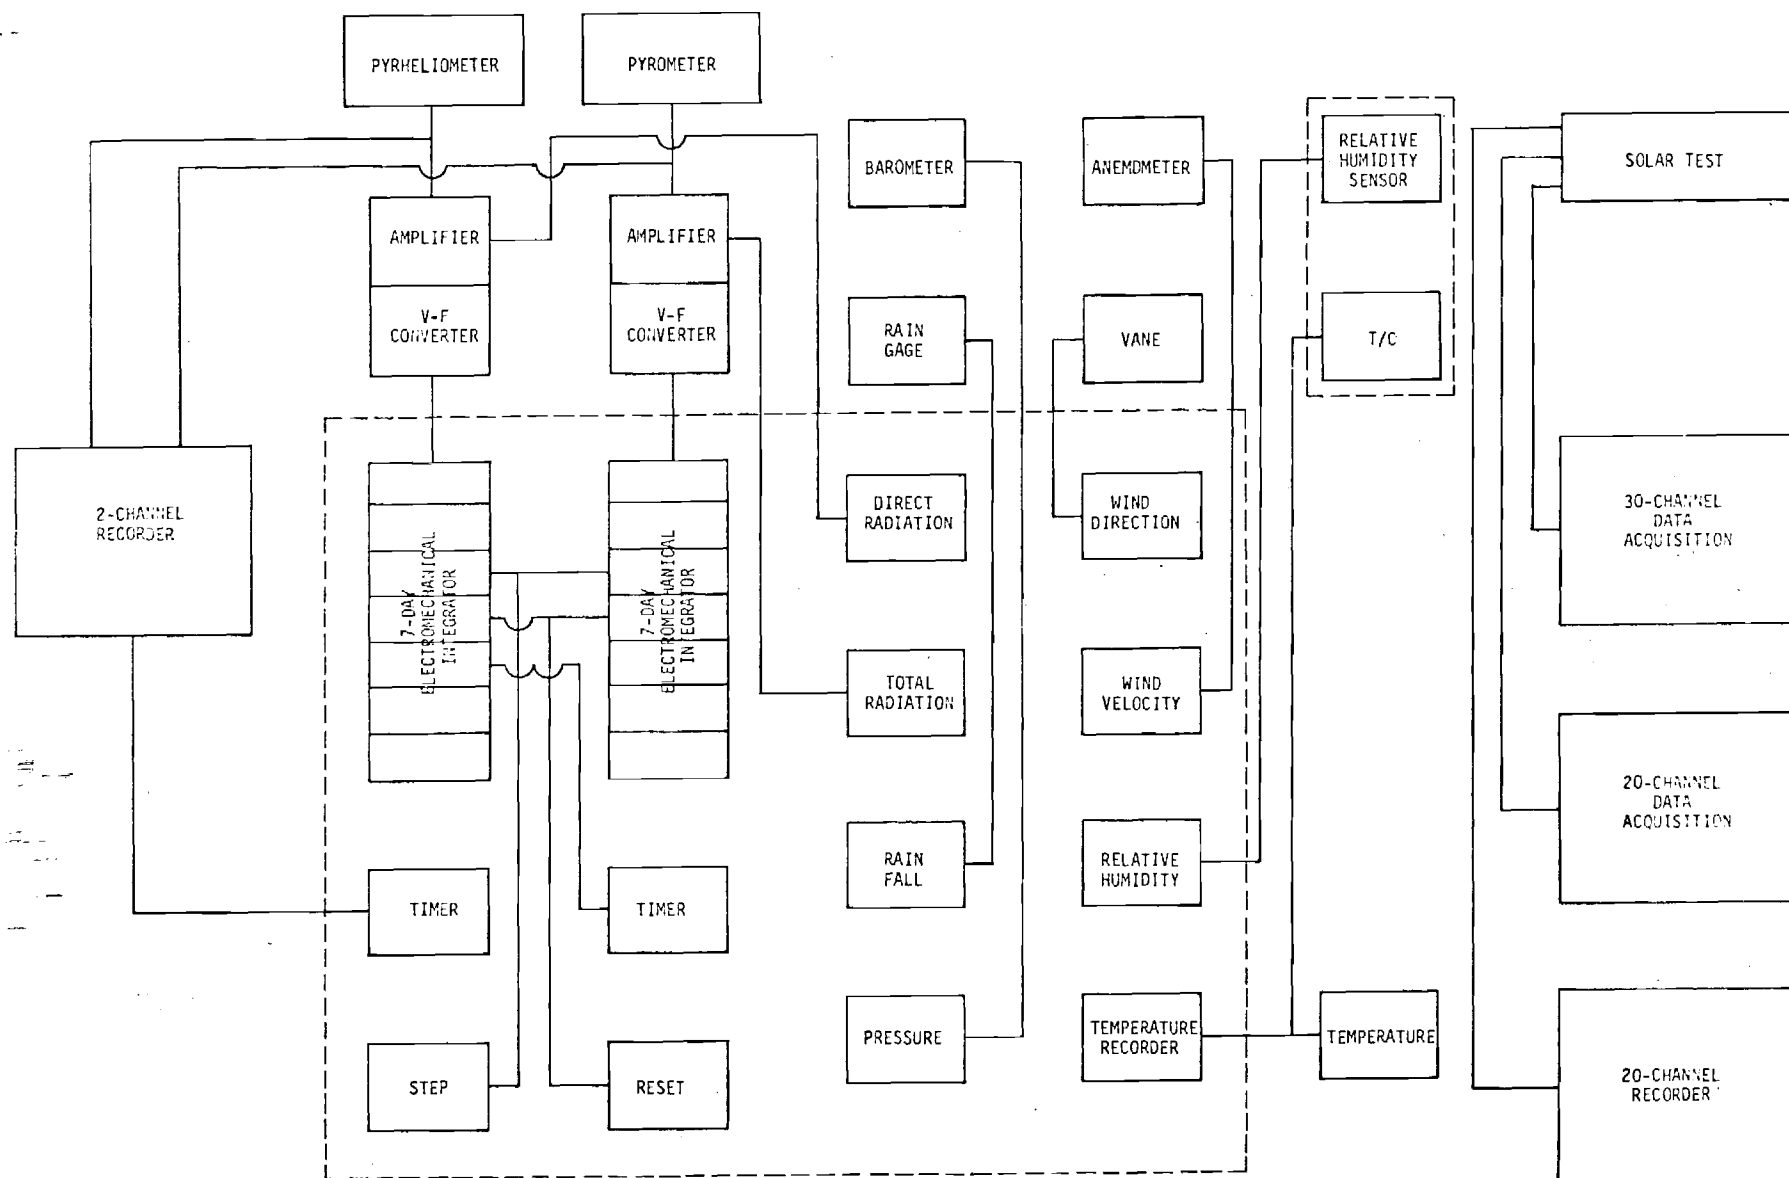 PYRHELIOMETER
PYROMETER
BAROMETER
ANEMDMETER
RELATIVE
HUMIDITY
SENSOR
SOLAR TEST
AMPLIFIER
AMPLIFIER
V-F
CONVERTER
V-F
CONVERTER
RAIN
GAGE
VANE
T/C
2-CHANNEL
RECORDER
7-DAY
ELECTROMECHANICAL
INTEGRATOR
7-DAY
ELECTROMECHANICAL
INTEGRATOR
DIRECT
RADIATION
WIND
DIRECTION
30-CHANNEL
DATA
ACQUISITION
TOTAL
RADIATION
WIND
VELOCITY
20-CHANNEL
DATA
ACQUISITION
RAIN
FALL
RELATIVE
HUMIDITY
TIMER
TIMER
PRESSURE
TEMPERATURE
RECORDER
TEMPERATURE
STEP
RESET
20-CHANNEL
RECORDER